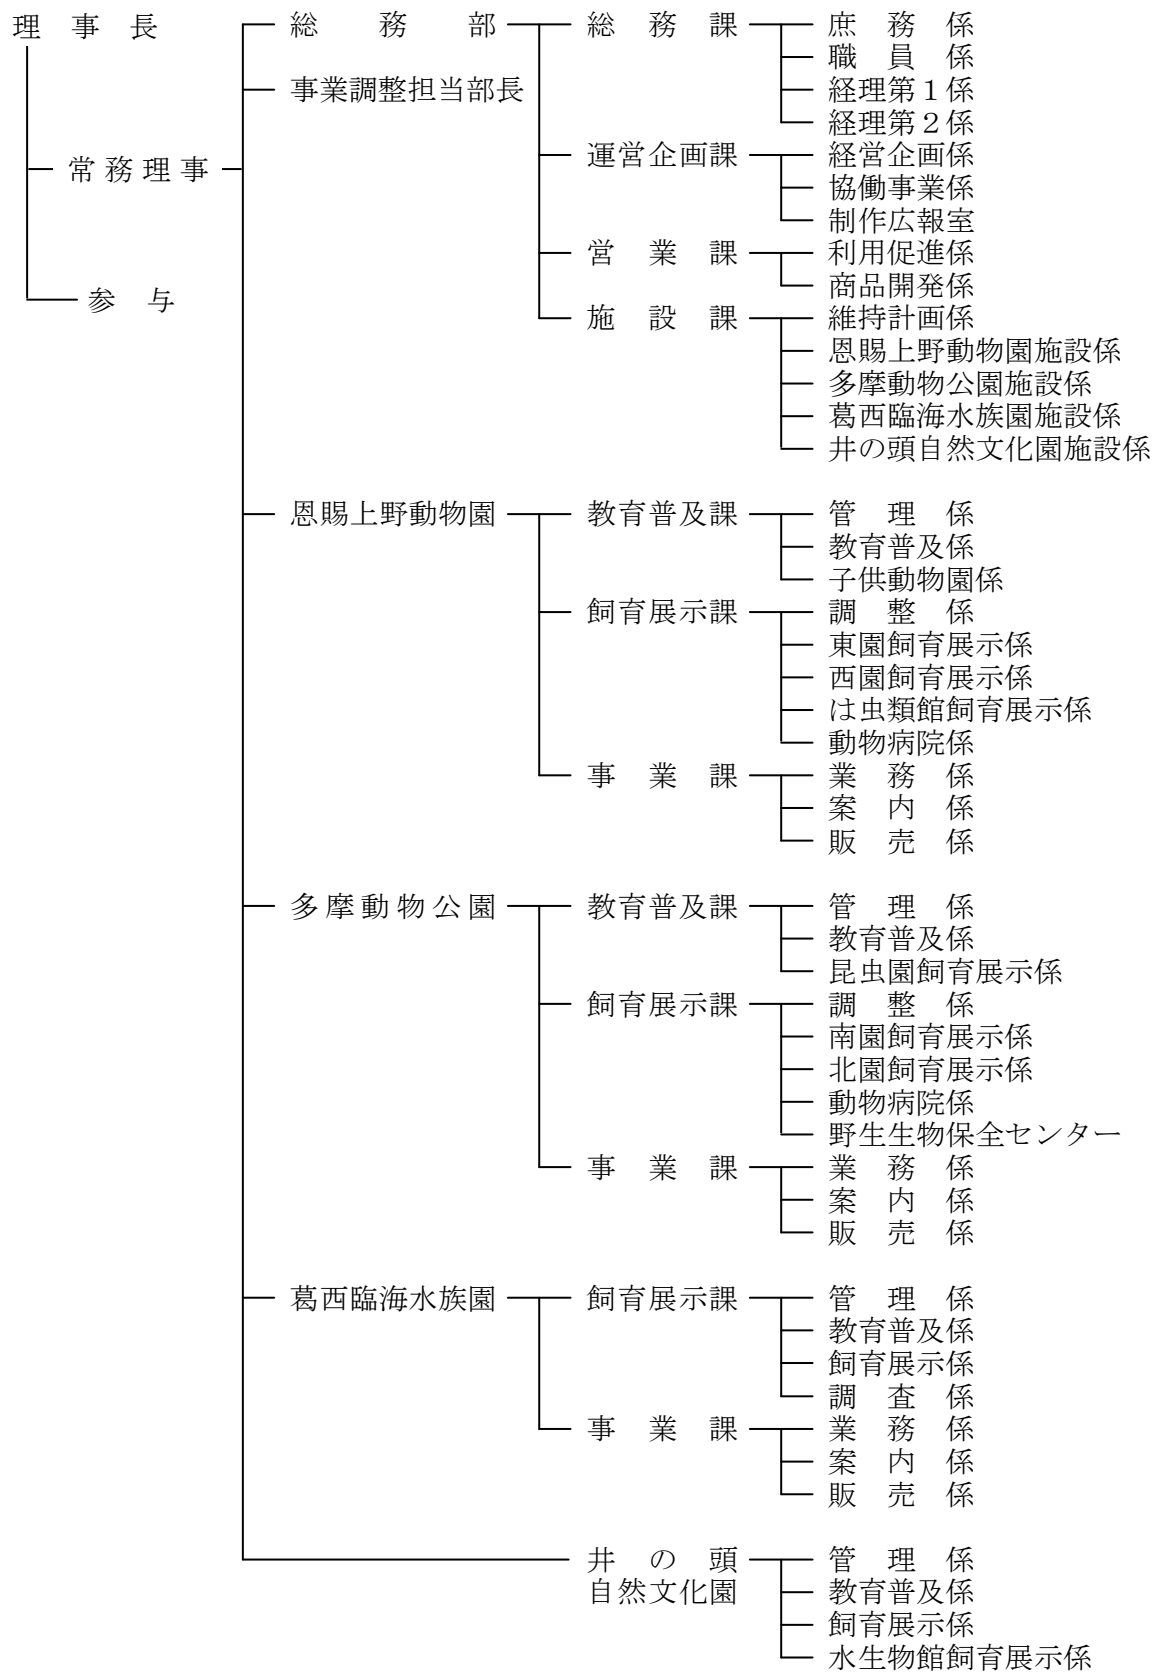 理事長 総務部 総務課 庶務係
職員係
事業調整担当部長 経理第１係
経理第２係
運営企画課 経営企画係
常務理事
協働事業係
制作広報室
営業課 利用促進係
商品開発係
参与
施設課 維持計画係
恩賜上野動物園施設係
多摩動物公園施設係
葛西臨海水族園施設係
井の頭自然文化園施設係
恩賜上野動物園 教育普及課 管理係
教育普及係
子供動物園係
飼育展示課 調整係
東園飼育展示係
西園飼育展示係
は虫類館飼育展示係
動物病院係
事業課 業務係
案内係
販売係
多摩動物公園 教育普及課 管理係
教育普及係
昆虫園飼育展示係
飼育展示課 調整係
南園飼育展示係
北園飼育展示係
動物病院係
野生生物保全センター
事業課 業務係
案内係
販売係
葛西臨海水族園 飼育展示課 管理係
教育普及係
飼育展示係
調査係
事業課 業務係
案内係
販売係
井の頭 管理係
自然文化園 教育普及係
飼育展示係
水生物館飼育展示係